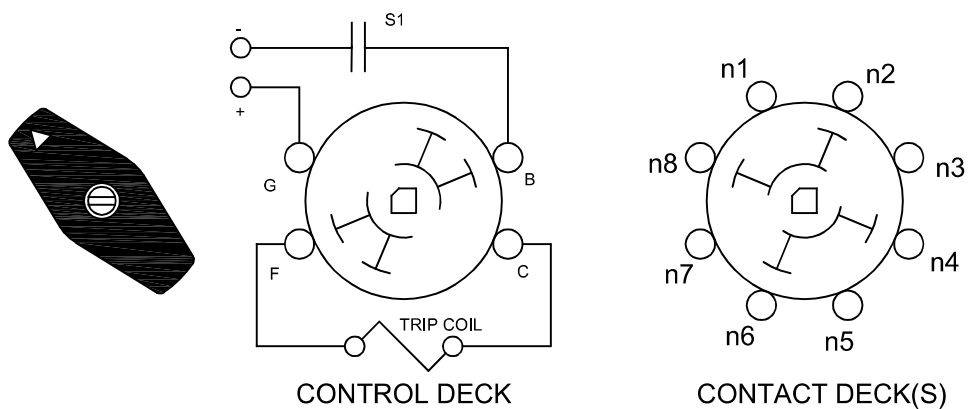 S1
-
+
G
B
F
C
TRIP COIL
CONTROL DECK
n1
n2
n3
n4
n5
n6
n7
n8
CONTACT DECK(S)